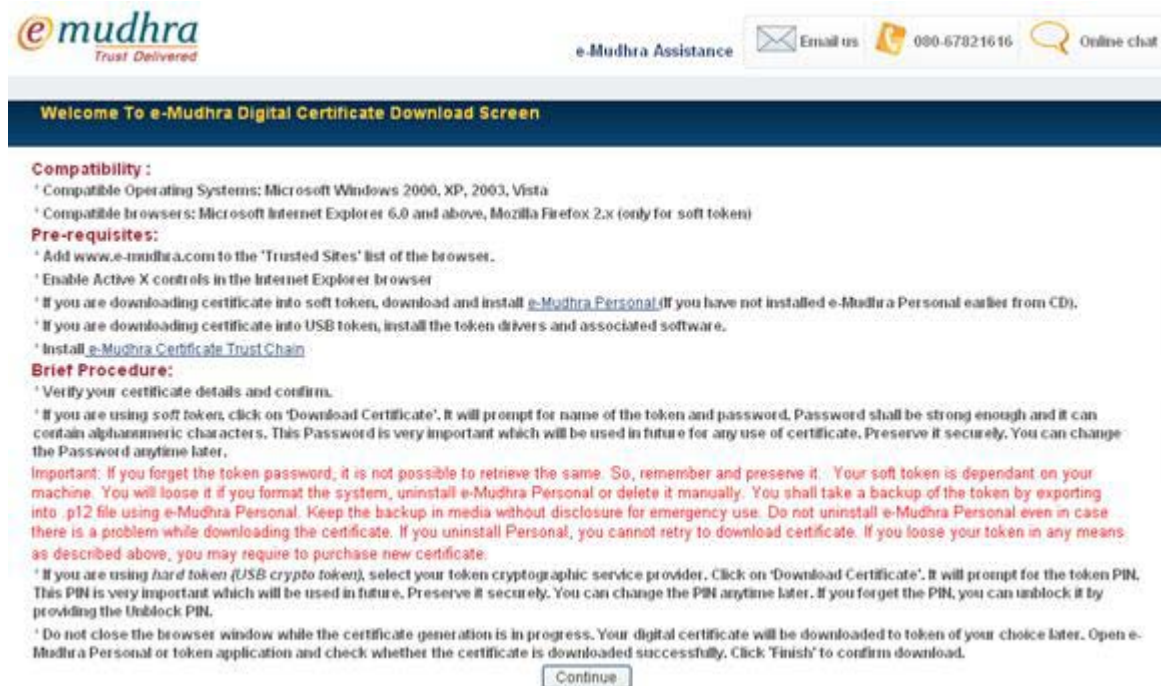 emudhra
Trust Delivered
e-Mudhra Assistance
Email us
080-67821616
Online chat
Welcome To e-Mudhra Digital Certificate Download Screen
Compatibility :
* Compatible Operating Systems: Microsoft Windows 2000, XP, 2003, Vista
* Compatible browsers: Microsoft Internet Explorer 6.0 and above, Mozilla Firefox 2.x (only for soft token)
Pre-requisites:
* Add www.e-mudhra.com to the 'Trusted Sites' list of the browser.
* Enable Active X controls in the Internet Explorer browser
* If you are downloading certificate into soft token, download and install e-Mudhra Personal (If you have not installed e-Mudhra Personal earlier from CD).
* If you are downloading certificate into USB token, install the token drivers and associated software.
* Install e-Mudhra Certificate Trust Chain
Brief Procedure:
* Verify your certificate details and confirm.
* If you are using soft token, click on 'Download Certificate'. It will prompt for name of the token and password. Password shall be strong enough and it can
contain alphanumeric characters. This Password is very important which will be used in future for any use of certificate. Preserve it securely. You can change
the Password anytime later.
Important: If you forget the token password, it is not possible to retrieve the same. So, remember and preserve it. Your soft token is dependant on your
machine. You will loose it if you format the system, uninstall e-Mudhra Personal or delete it manually. You shall take a backup of the token by exporting
into .p12 file using e-Mudhra Personal. Keep the backup in media without disclosure for emergency use. Do not uninstall e-Mudhra Personal even in case
there is a problem while downloading the certificate. If you uninstall Personal, you cannot retry to download certificate. If you loose your token in any means
as described above, you may require to purchase new certificate.
* If you are using hard token (USB crypto token), select your token cryptographic service provider. Click on 'Download Certificate'. It will prompt for the token PIN.
This PIN is very important which will be used in future. Preserve it securely. You can change the PIN anytime later. If you forget the PIN, you can unblock it by
providing the Unblock PIN.
* Do not close the browser window while the certificate generation is in progress. Your digital certificate will be downloaded to token of your choice later. Open e-
Mudhra Personal or token application and check whether the certificate is downloaded successfully. Click 'Finish' to confirm download.
Continue